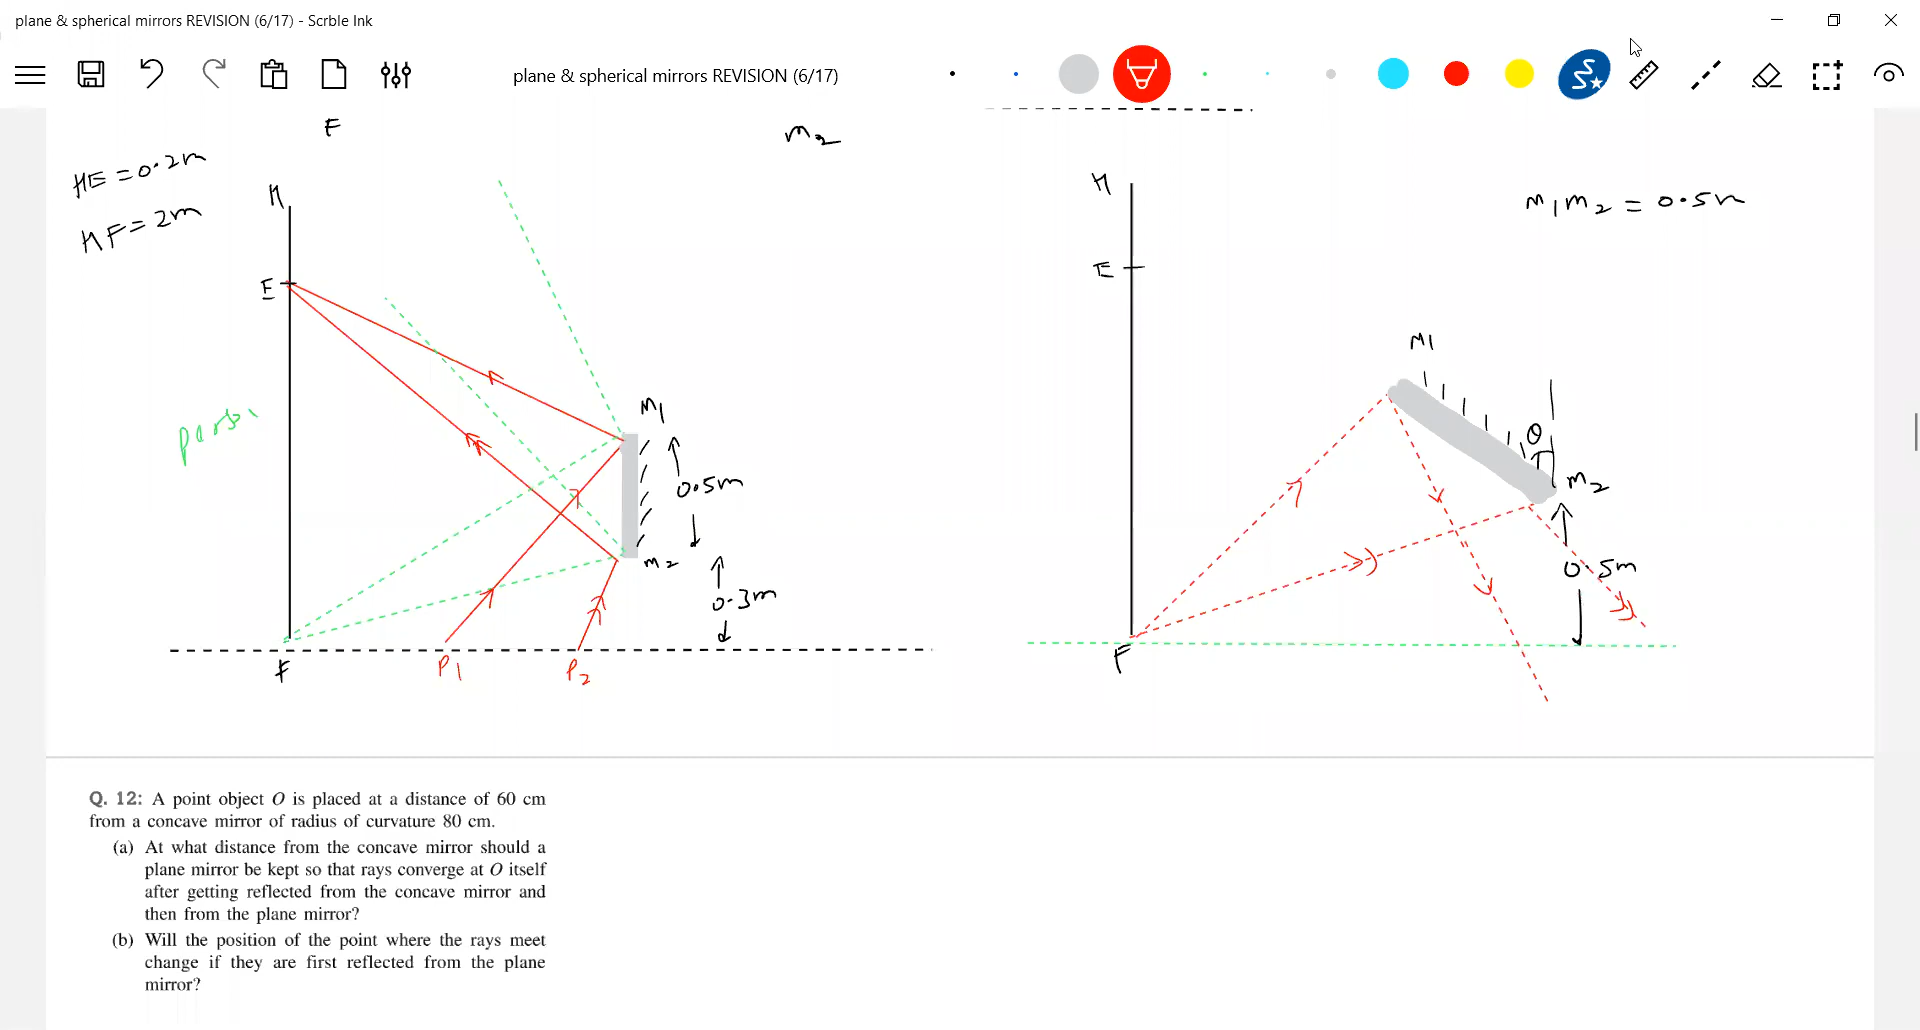 plane & spherical mirrors REVISION (6/17) - Scrble Ink
plane & spherical mirrors REVISION (6/17)
F
M2
HE = 0.2m
HF = 2m
H
E
M1
0.5m
M2
0.3m
F
P1
P2
H
E
M1M2 = 0.5m
M1
θ
M2
0.5m
F
Q. 12: A point object O is placed at a distance of 60 cm
from a concave mirror of radius of curvature 80 cm.
(a) At what distance from the concave mirror should a
plane mirror be kept so that rays converge at O itself
after getting reflected from the concave mirror and
then from the plane mirror?
(b) Will the position of the point where the rays meet
change if they are first reflected from the plane
mirror?